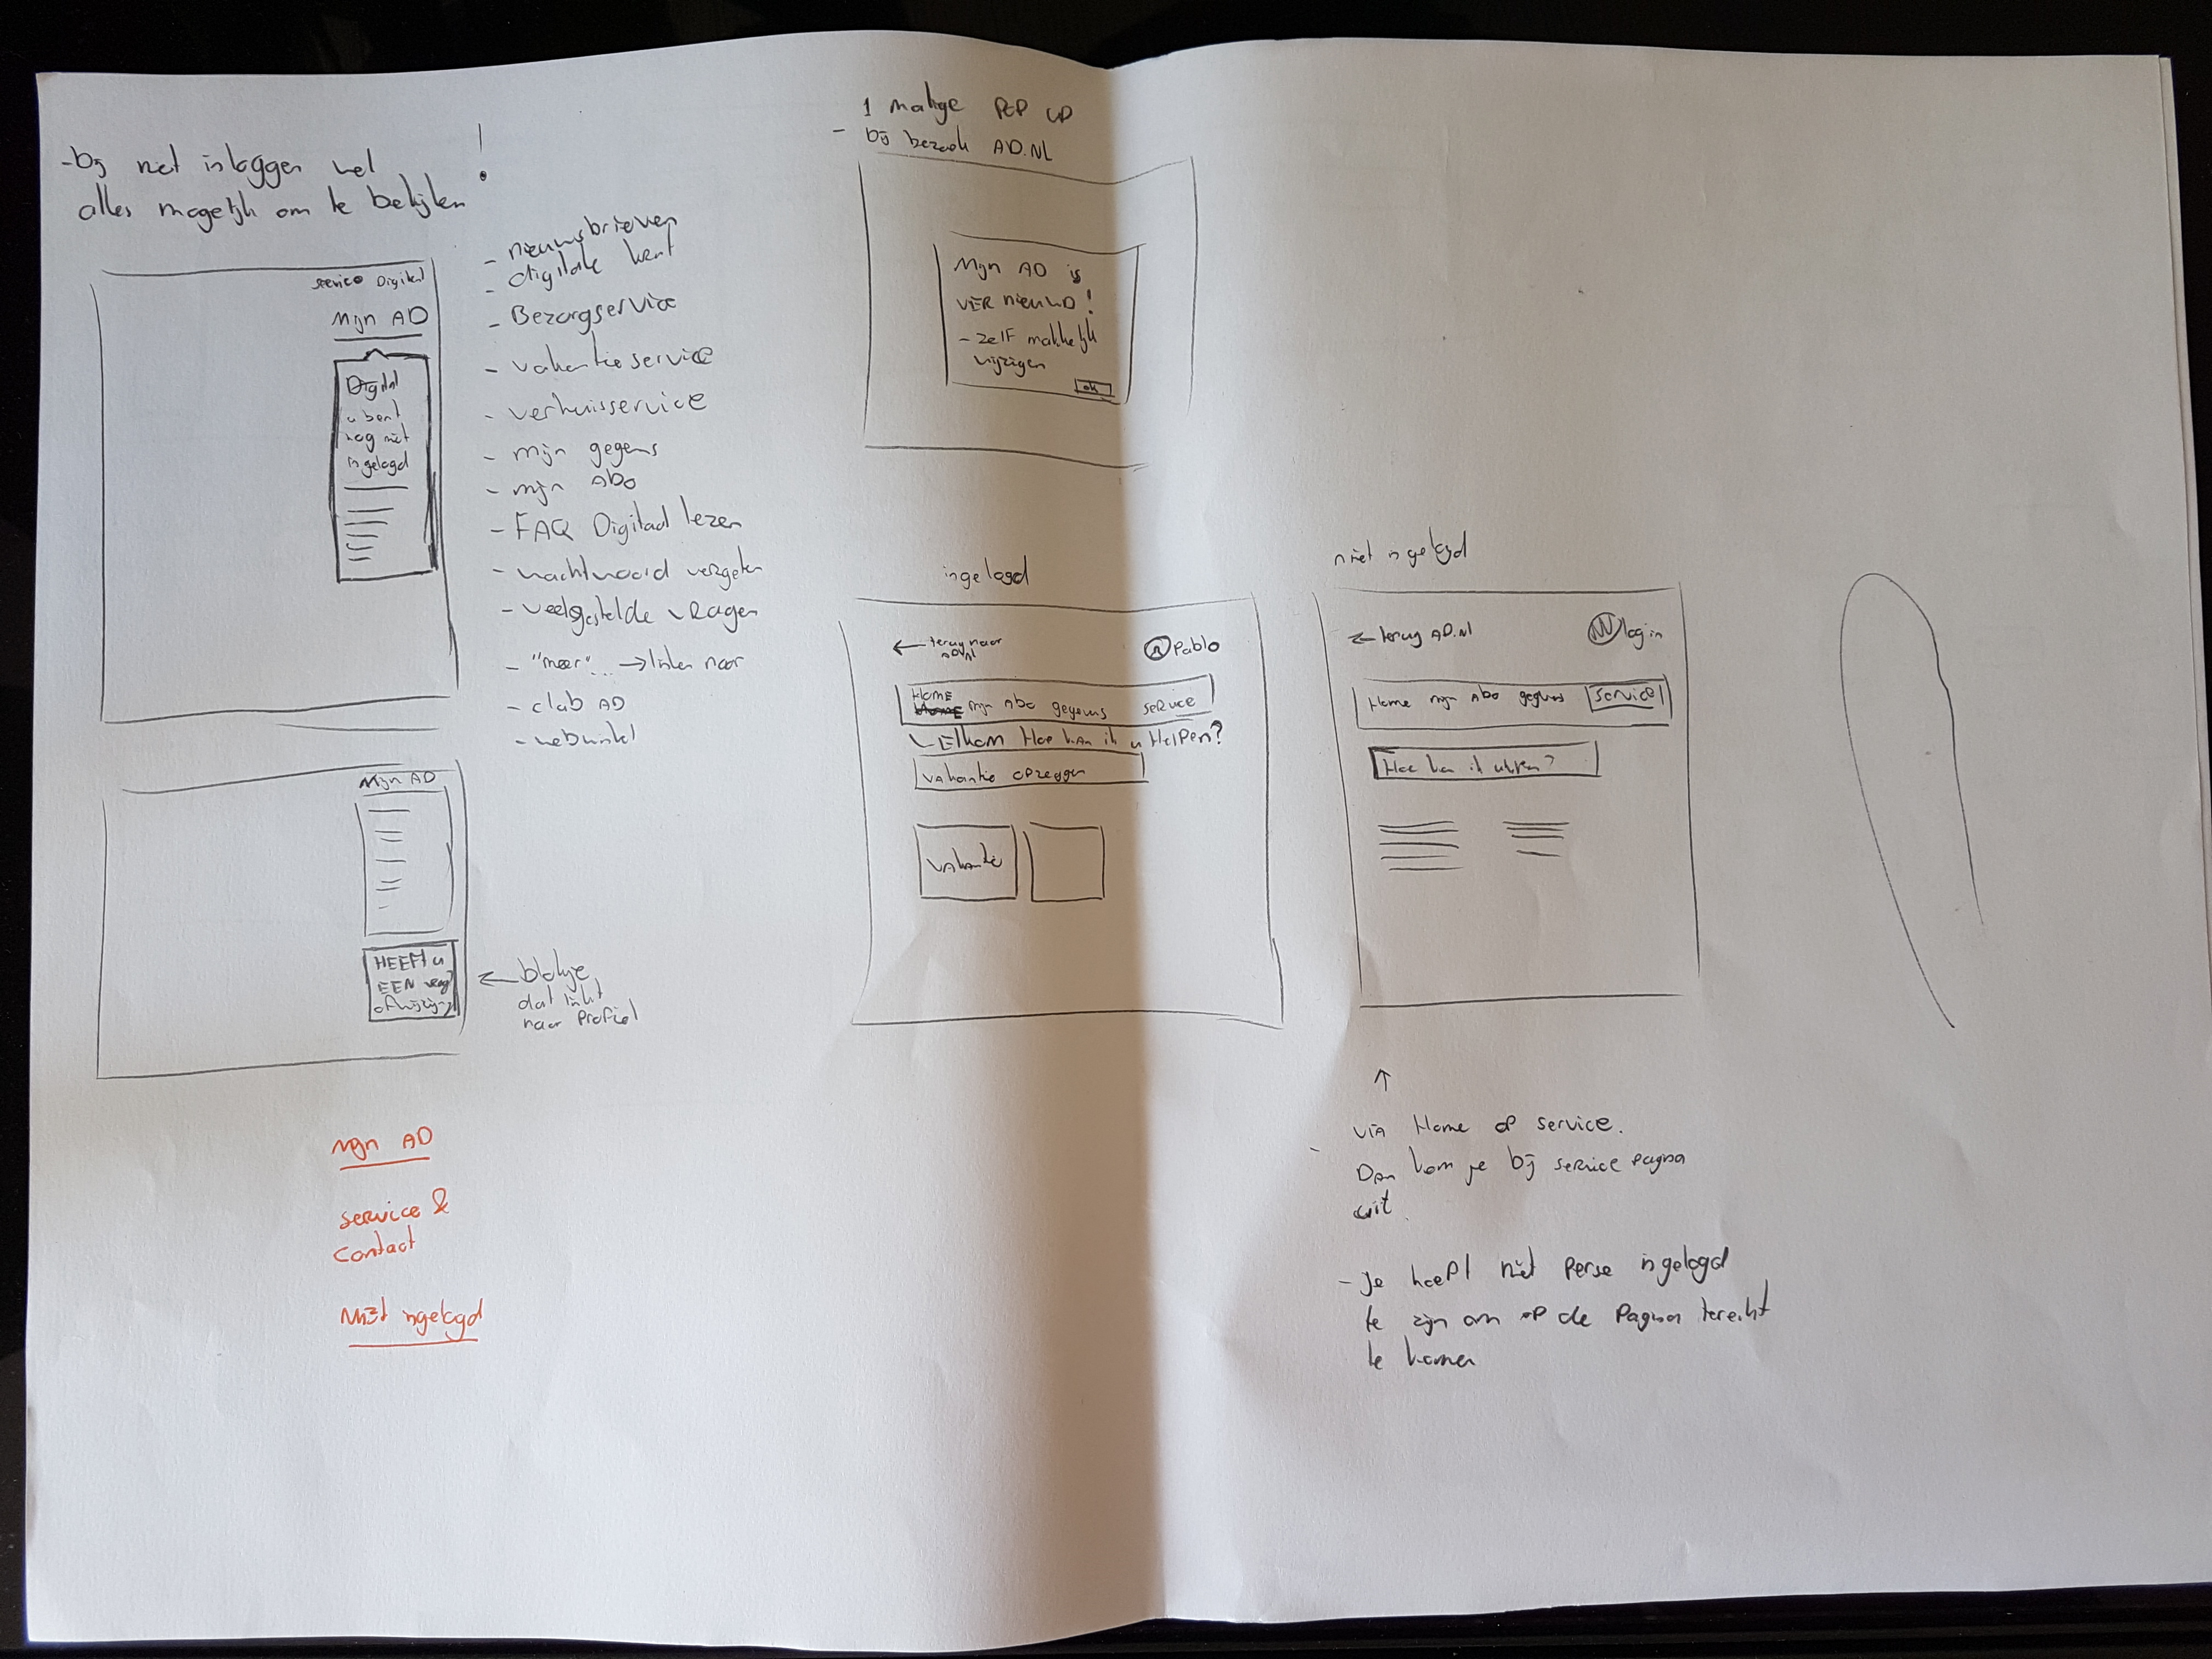 -bij niet inloggen wel !
alles mogelijk om te bekijken
service Digitaal
Mijn AD
Digital
u bent
nog niet
ingelogd
- nieuwsbrieven
- digitale krant
- Bezorgservice
- vakantieservice
- verhuisservice
- mijn gegens
- mijn Abo
- FAQ Digitaal lezen
- wachtwoord vergeten
- veelgestelde vragen
- "meer"... → linken naar
- club AD
- webwinkel
Mijn AD
HEEFT u
EEN vraag
of wijziging
← blokje
dat linkt
naar Profiel
Mijn AD
service &
contact
Niet ingelogd
1 malige POP UP
- bij bezoek AD.NL
Mijn AD is
VERnieuwD!
- zelf makkelijk
wijzigen
ok
ingelogd
← terug naar
AD.nl
Pablo
Home
mijn Abo gegevns service
WElkom Hoe kan ik u HelPen?
vakantie opzeggen
vakantie
niet ingelogd
← terug AD.nl
login
Home mijn Abo gegevns service
Hoe kan ik u helpen?
↑
via Home op service.
- Dan kom je bij service pagina
uit.
- Je hoeft niet perse ingelogd
te zijn om op de Pagina terecht
te komen